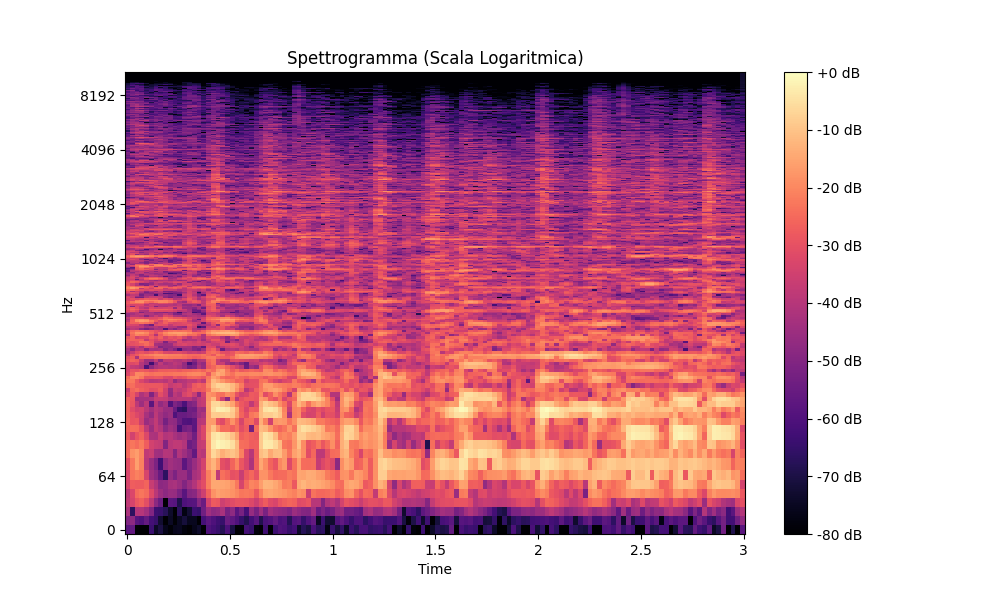 Spettrogramma (Scala Logaritmica)
Hz
8192
4096
2048
1024
512
256
128
64
0
0 0.5 1 1.5 2 2.5 3
Time
+0 dB
-10 dB
-20 dB
-30 dB
-40 dB
-50 dB
-60 dB
-70 dB
-80 dB